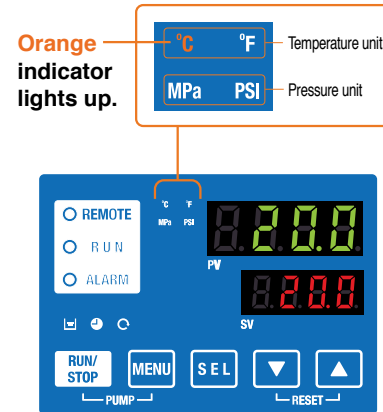 Orange
indicator
lights up.
°C °F
Temperature unit
MPa PSI
Pressure unit
REMOTE
RUN
ALARM
°C °F
MPa PSI
20.0
PV
20.0
SV
RUN/
STOP
MENU
SEL
▼
▲
PUMP
RESET